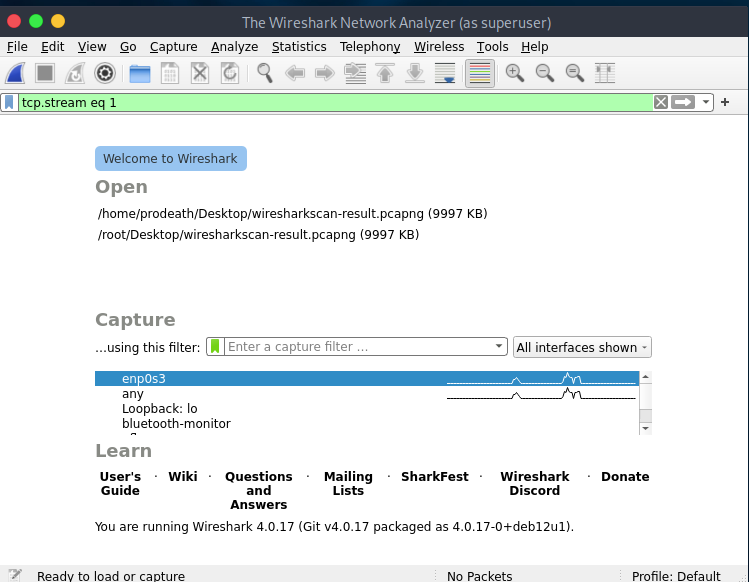 The Wireshark Network Analyzer (as superuser)
File Edit View Go Capture Analyze Statistics Telephony Wireless Tools Help
tcp.stream eq 1
Welcome to Wireshark
Open
/home/prodeath/Desktop/wiresharkscan-result.pcapng (9997 KB)
/root/Desktop/wiresharkscan-result.pcapng (9997 KB)
Capture
...using this filter: Enter a capture filter ... All interfaces shown
enp0s3
any
Loopback: lo
bluetooth-monitor
Learn
User's Guide · Wiki · Questions and Answers · Mailing Lists · SharkFest · Wireshark Discord · Donate
You are running Wireshark 4.0.17 (Git v4.0.17 packaged as 4.0.17-0+deb12u1).
Ready to load or capture No Packets Profile: Default